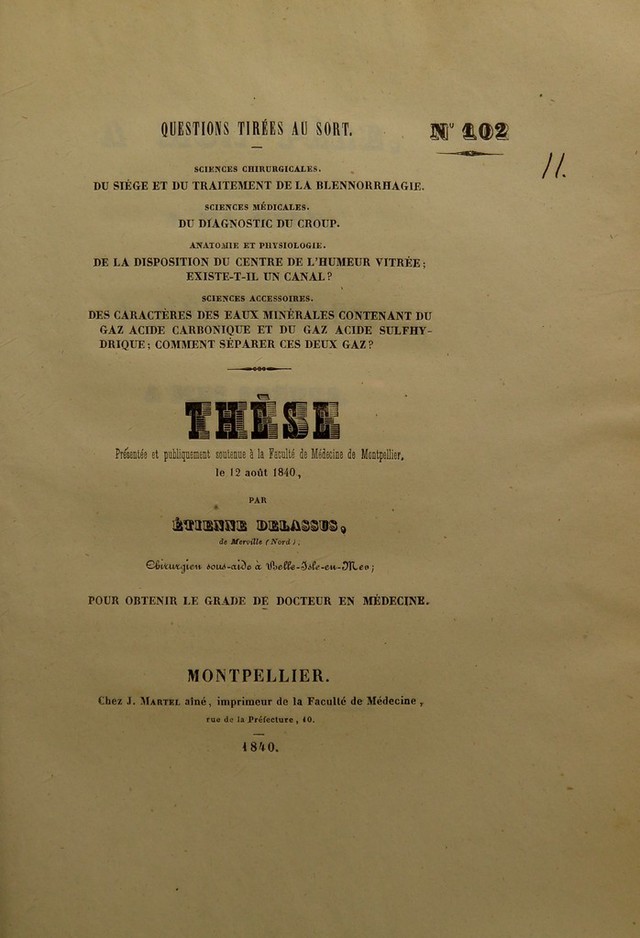 QUESTIONS TIRÉES AU SORT.
N° 102
11.
SCIENCES CHIRURGICALES.
DU SIÈGE ET DU TRAITEMENT DE LA BLENNORRHAGIE.
SCIENCES MÉDICALES.
DU DIAGNOSTIC DU CROUP.
ANATOMIE ET PHYSIOLOGIE.
DE LA DISPOSITION DU CENTRE DE L'HUMEUR VITRÉE;
EXISTE-T-IL UN CANAL?
SCIENCES ACCESSOIRES.
DES CARACTÈRES DES EAUX MINÉRALES CONTENANT DU
GAZ ACIDE CARBONIQUE ET DU GAZ ACIDE SULFHY-
DRIQUE; COMMENT SÉPARER CES DEUX GAZ?
THÈSE
Présentée et publiquement soutenue à la Faculté de Médecine de Montpellier,
le 12 août 1840,
PAR
ÉTIENNE DELASSUS,
de Merville (Nord);
Chirurgien sous-aide à Belle-Isle-en-Mer;
POUR OBTENIR LE GRADE DE DOCTEUR EN MÉDECINE.
MONTPELLIER.
Chez J. MARTEL aîné, imprimeur de la Faculté de Médecine,
rue de la Préfecture, 10.
1840.